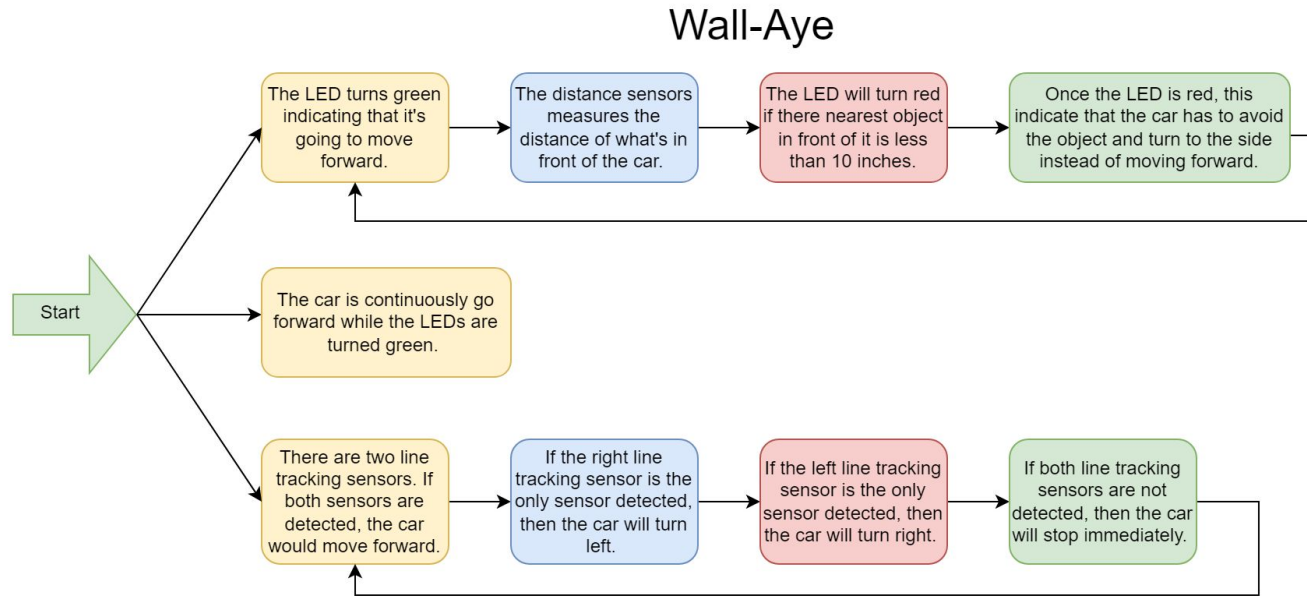 Wall-Aye
The LED turns green
indicating that it's
going to move
forward.
The distance sensors
measures the
distance of what's in
front of the car.
The LED will turn red
if there nearest object
in front of it is less
than 10 inches.
Once the LED is red, this
indicate that the car has to avoid
the object and turn to the side
instead of moving forward.
Start
The car is continuously go
forward while the LEDs are
turned green.
There are two line
tracking sensors. If
both sensors are
detected, the car
would move forward.
If the right line
tracking sensor is the
only sensor detected,
then the car will turn
left.
If the left line tracking
sensor is the only
sensor detected, then
the car will turn right.
If both line tracking
sensors are not
detected, then the car
will stop immediately.